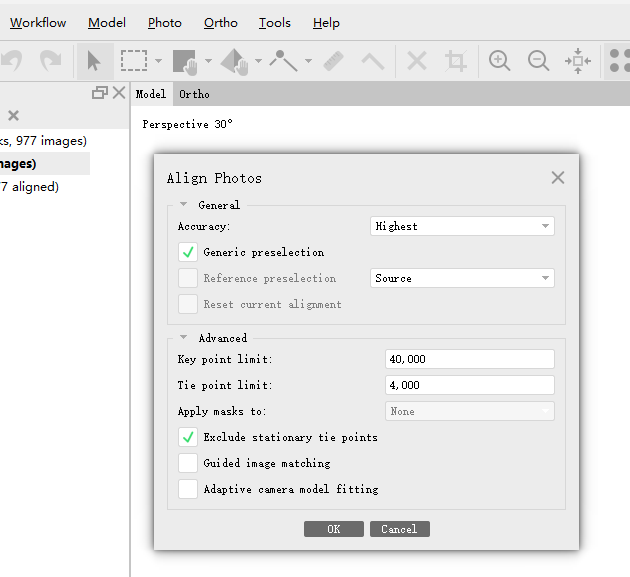 Workflow Model Photo Ortho Tools Help
Model Ortho
ks, 977 images)
Perspective 30°
nages)
7 aligned)
Align Photos
General
Accuracy: Highest
Generic preselection
Reference preselection Source
Reset current alignment
Advanced
Key point limit: 40,000
Tie point limit: 4,000
Apply masks to: None
Exclude stationary tie points
Guided image matching
Adaptive camera model fitting
OK Cancel